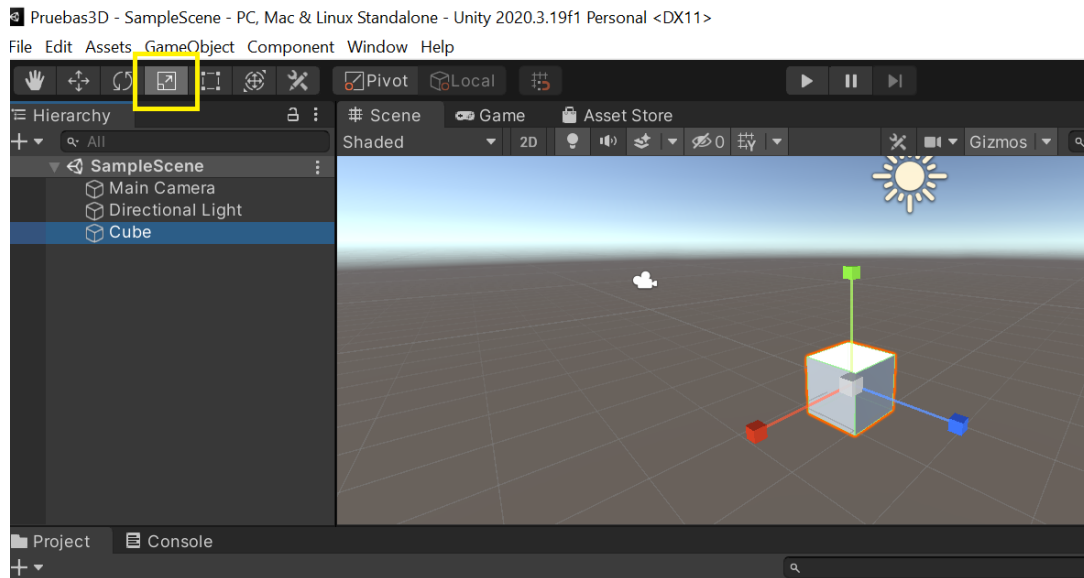 Pruebas3D - SampleScene - PC, Mac & Linux Standalone - Unity 2020.3.19f1 Personal <DX11>
File Edit Assets GameObject Component Window Help
Pivot Local
Hierarchy # Scene Game Asset Store
All Shaded 2D 0 Gizmos
SampleScene
Main Camera
Directional Light
Cube
Project Console